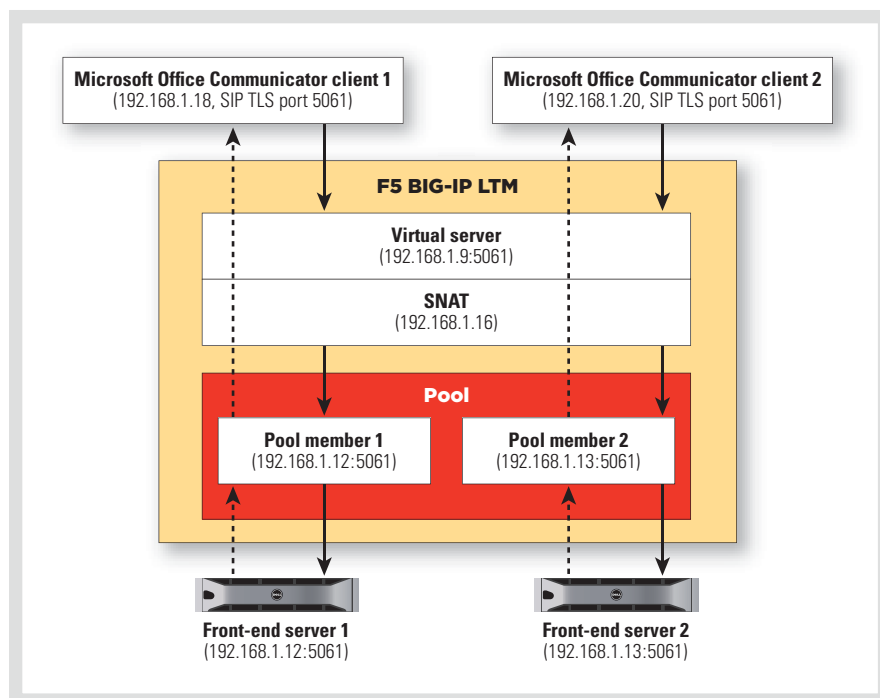 Microsoft Office Communicator client 1
(192.168.1.18, SIP TLS port 5061)
Microsoft Office Communicator client 2
(192.168.1.20, SIP TLS port 5061)
F5 BIG-IP LTM
Virtual server
(192.168.1.9:5061)
SNAT
(192.168.1.16)
Pool
Pool member 1
(192.168.1.12:5061)
Pool member 2
(192.168.1.13:5061)
Front-end server 1
(192.168.1.12:5061)
Front-end server 2
(192.168.1.13:5061)